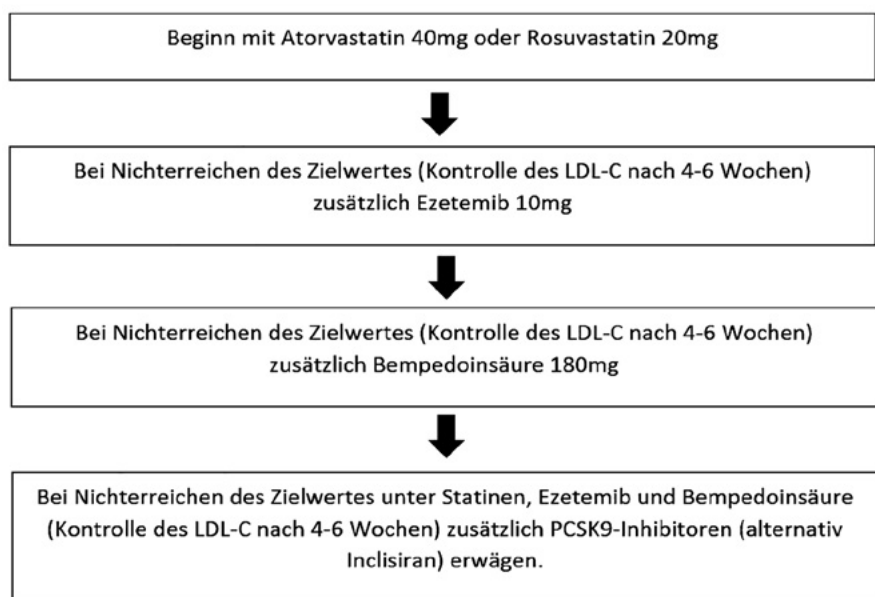 Beginn mit Atorvastatin 40mg oder Rosuvastatin 20mg
Bei Nichterreichen des Zielwertes (Kontrolle des LDL-C nach 4-6 Wochen)
zusätzlich Ezetemib 10mg
Bei Nichterreichen des Zielwertes (Kontrolle des LDL-C nach 4-6 Wochen)
zusätzlich Bempedoinsäure 180mg
Bei Nichterreichen des Zielwertes unter Statinen, Ezetemib und Bempedoinsäure
(Kontrolle des LDL-C nach 4-6 Wochen) zusätzlich PCSK9-Inhibitoren (alternativ
Inclisiran) erwägen.